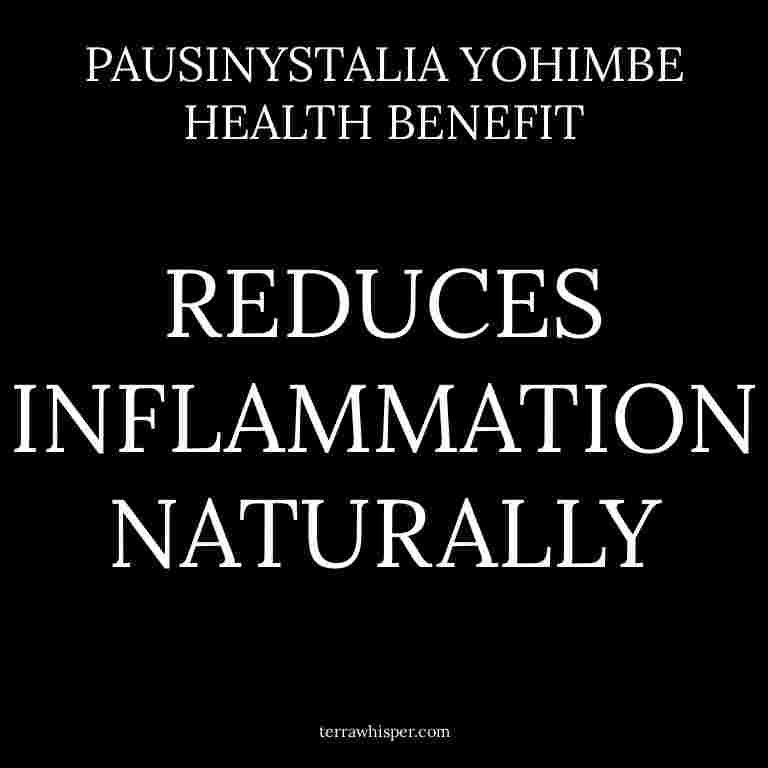 PAUSINYSTALIA YOHIMBE
HEALTH BENEFIT
REDUCES
INFLAMMATION
NATURALLY
terrawhisper.com